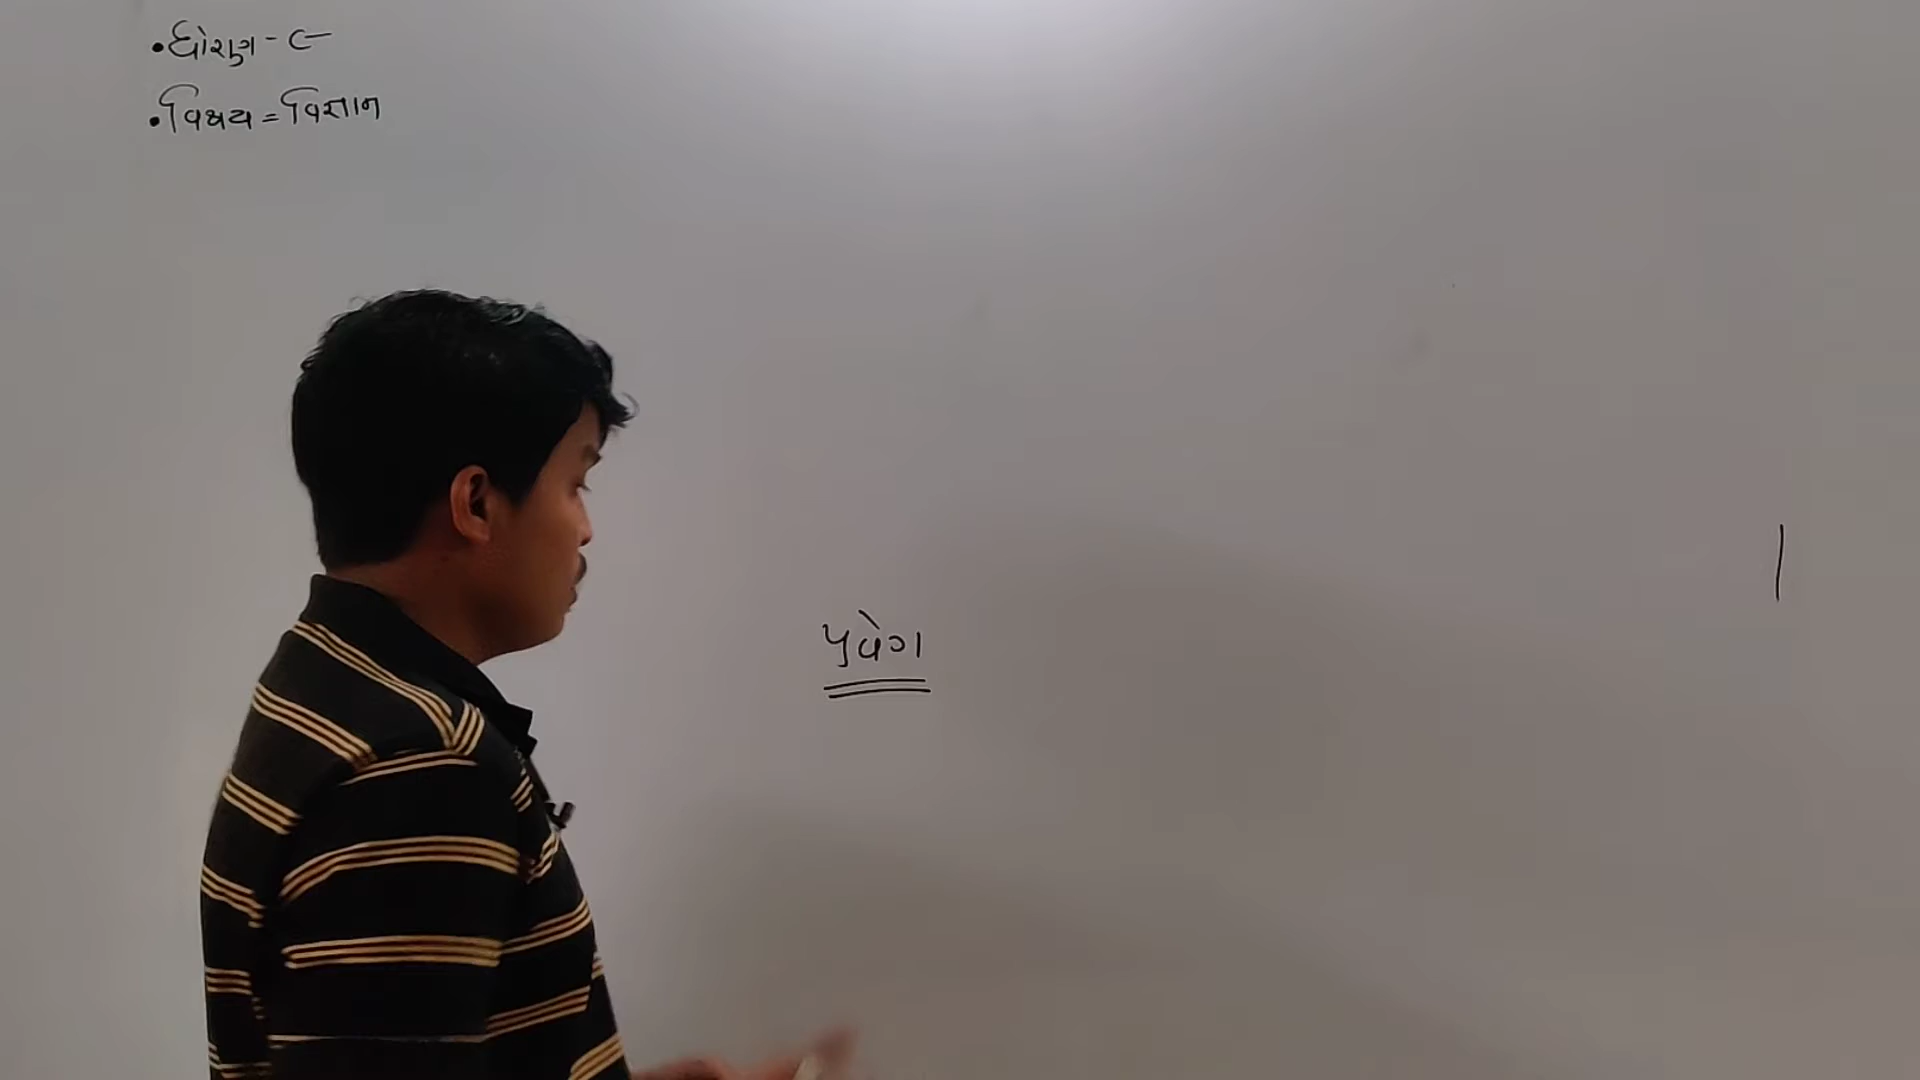 •ધોરણ - ૯
•વિષય = વિજ્ઞાન
પ્રવેગ